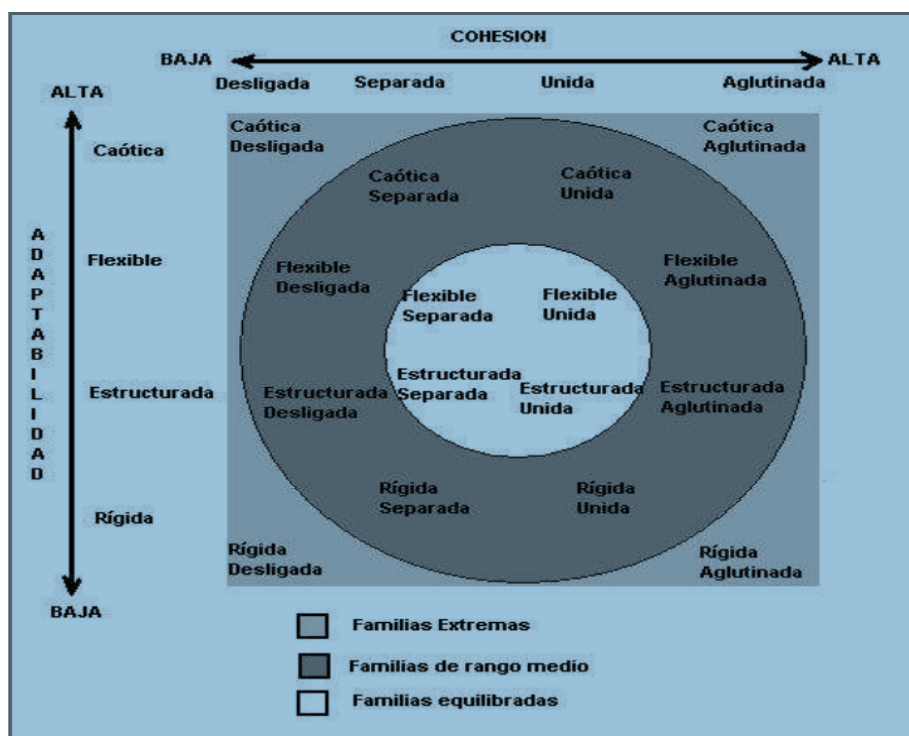 COHESION
BAJA
ALTA
Desligada
Separada
Unida
Aglutinada
ALTA
Caótica
Flexible
ADAPTABILIDAD
Estructurada
Rígida
BAJA
Caótica
Desligada
Caótica
Aglutinada
Caótica
Separada
Caótica
Unida
Flexible
Desligada
Flexible
Separada
Flexible
Unida
Flexible
Aglutinada
Estructurada
Desligada
Estructurada
Separada
Estructurada
Unida
Estructurada
Aglutinada
Rígida
Separada
Rígida
Unida
Rígida
Desligada
Rígida
Aglutinada
Familias Extremas
Familias de rango medio
Familias equilibradas